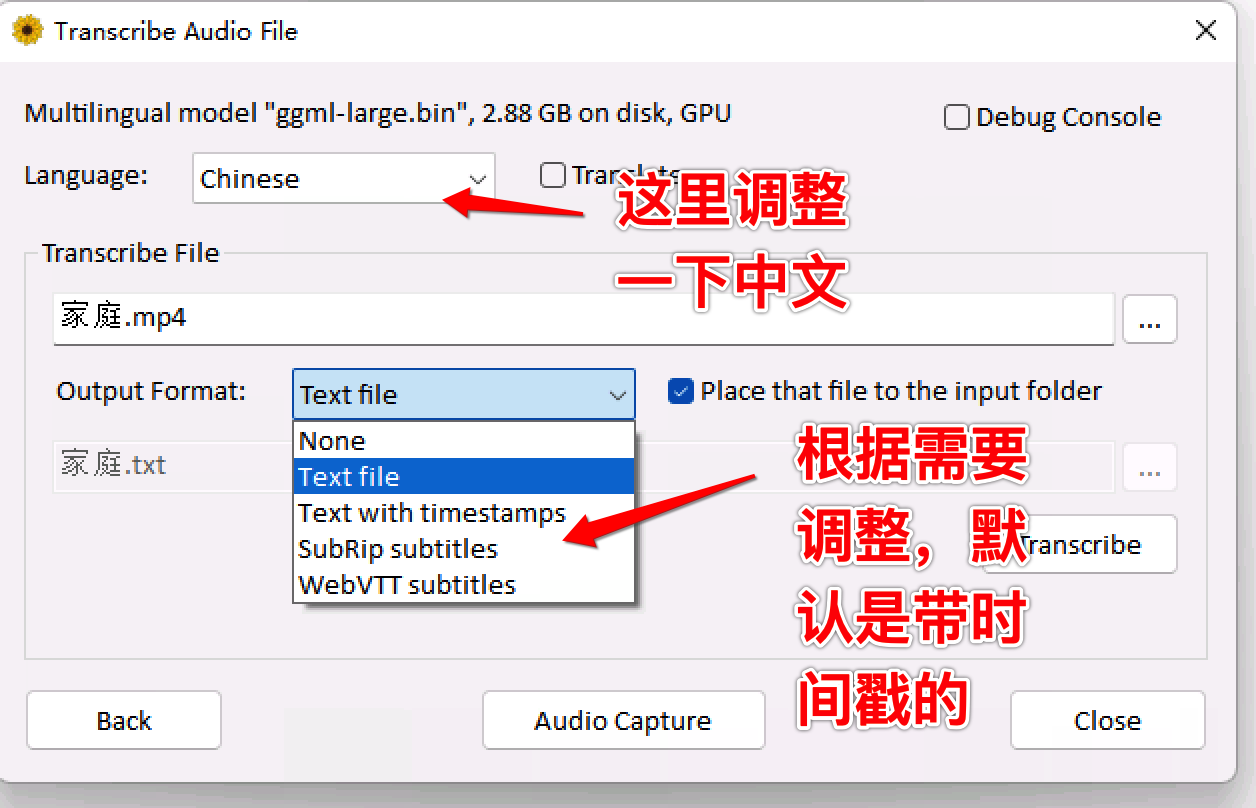 Transcribe Audio File
Multilingual model "ggml-large.bin", 2.88 GB on disk, GPU
Debug Console
Language:
Chinese
Translate
这里调整
一下中文
Transcribe File
家庭.mp4
...
Output Format:
Text file
Place that file to the input folder
None
Text file
Text with timestamps
SubRip subtitles
WebVTT subtitles
家庭.txt
...
根据需要
调整，默
认是带时
间戳的
Transcribe
Back
Audio Capture
Close